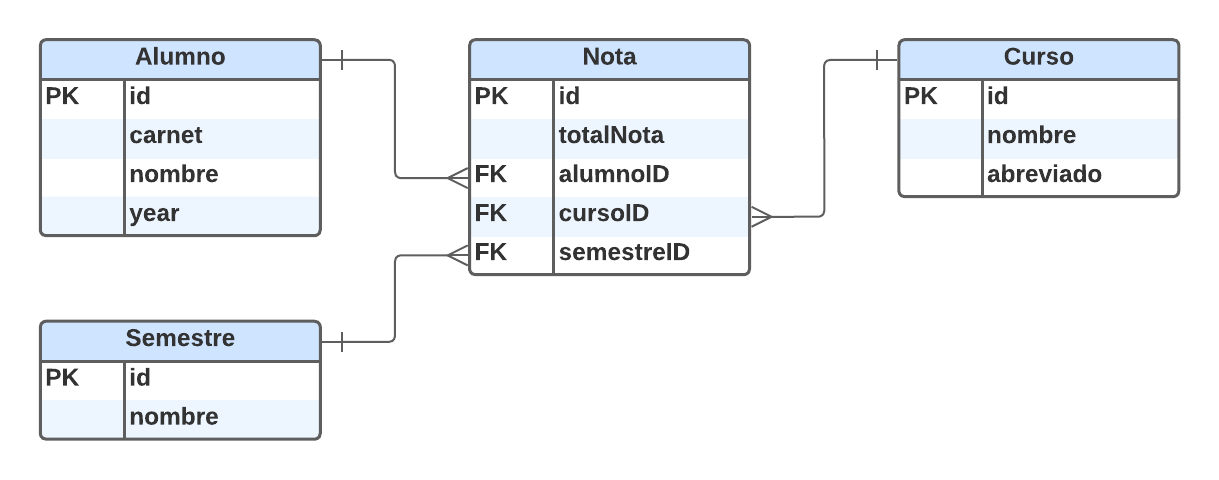 Alumno
PK id
carnet
nombre
year
Nota
PK id
totalNota
FK alumnoID
FK cursoID
FK semestreID
Curso
PK id
nombre
abreviado
Semestre
PK id
nombre